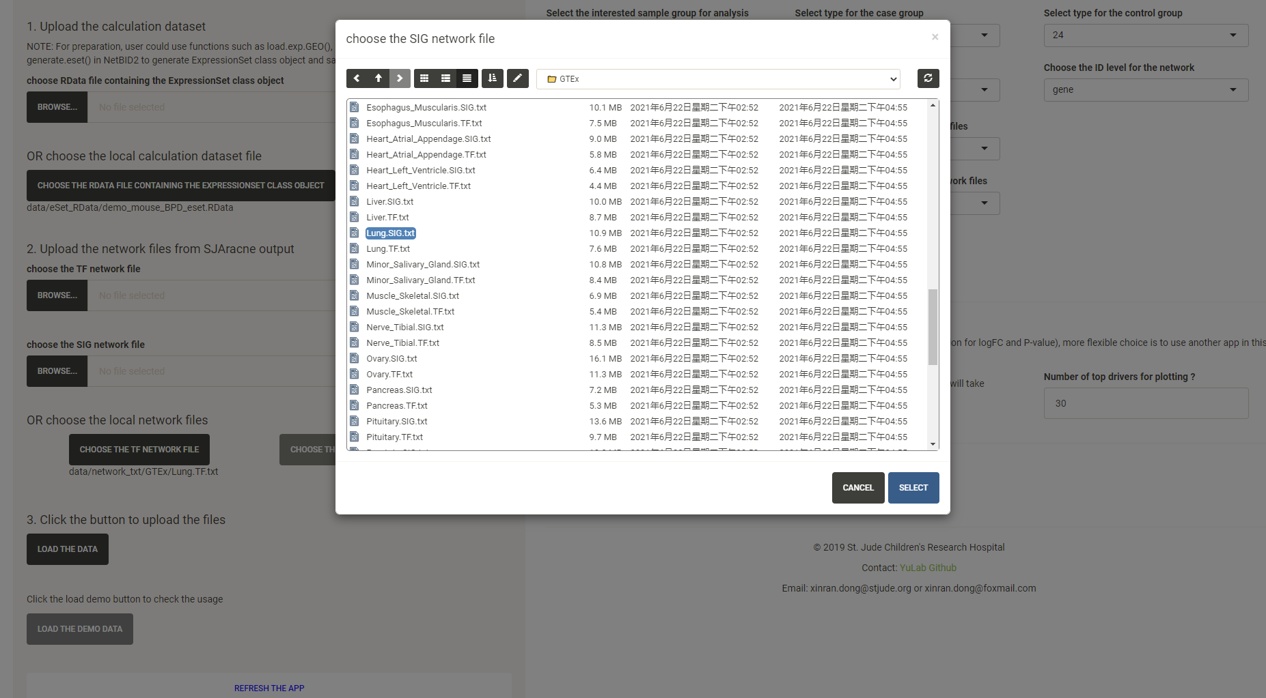 1. Upload the calculation dataset
NOTE: For preparation, user could use functions such as load.exp.GEO(),
generate.eset() in NetBID2 to generate ExpressionSet class object and sa
choose RData file containing the ExpressionSet class object
BROWSE...
No file selected
OR choose the local calculation dataset file
CHOOSE THE RDATA FILE CONTAINING THE EXPRESSIONSET CLASS OBJECT
data/eSet_RData/demo_mouse_BPD_eset.RData
2. Upload the network files from SJAracne output
choose the TF network file
BROWSE...
No file selected
choose the SIG network file
BROWSE...
No file selected
OR choose the local network files
CHOOSE THE TF NETWORK FILE
CHOOSE TH
data/network_txt/GTEx/Lung.TF.txt
3. Click the button to upload the files
LOAD THE DATA
Click the load demo button to check the usage
LOAD THE DEMO DATA
REFRESH THE APP
choose the SIG network file
×
GTEx
Esophagus_Muscularis.SIG.txt 10.1 MB 2021年6月22日星期二下午02:52 2021年6月22日星期二下午04:55
Esophagus_Muscularis.TF.txt 7.5 MB 2021年6月22日星期二下午02:52 2021年6月22日星期二下午04:55
Heart_Atrial_Appendage.SIG.txt 9.0 MB 2021年6月22日星期二下午02:52 2021年6月22日星期二下午04:55
Heart_Atrial_Appendage.TF.txt 5.8 MB 2021年6月22日星期二下午02:52 2021年6月22日星期二下午04:55
Heart_Left_Ventricle.SIG.txt 6.4 MB 2021年6月22日星期二下午02:52 2021年6月22日星期二下午04:55
Heart_Left_Ventricle.TF.txt 4.4 MB 2021年6月22日星期二下午02:52 2021年6月22日星期二下午04:55
Liver.SIG.txt 10.0 MB 2021年6月22日星期二下午02:52 2021年6月22日星期二下午04:55
Liver.TF.txt 8.7 MB 2021年6月22日星期二下午02:52 2021年6月22日星期二下午04:55
Lung.SIG.txt 10.9 MB 2021年6月22日星期二下午02:52 2021年6月22日星期二下午04:55
Lung.TF.txt 7.6 MB 2021年6月22日星期二下午02:52 2021年6月22日星期二下午04:55
Minor_Salivary_Gland.SIG.txt 10.8 MB 2021年6月22日星期二下午02:52 2021年6月22日星期二下午04:55
Minor_Salivary_Gland.TF.txt 8.4 MB 2021年6月22日星期二下午02:52 2021年6月22日星期二下午04:55
Muscle_Skeletal.SIG.txt 6.9 MB 2021年6月22日星期二下午02:52 2021年6月22日星期二下午04:55
Muscle_Skeletal.TF.txt 5.4 MB 2021年6月22日星期二下午02:52 2021年6月22日星期二下午04:55
Nerve_Tibial.SIG.txt 11.3 MB 2021年6月22日星期二下午02:52 2021年6月22日星期二下午04:55
Nerve_Tibial.TF.txt 8.5 MB 2021年6月22日星期二下午02:52 2021年6月22日星期二下午04:55
Ovary.SIG.txt 16.1 MB 2021年6月22日星期二下午02:52 2021年6月22日星期二下午04:55
Ovary.TF.txt 11.3 MB 2021年6月22日星期二下午02:52 2021年6月22日星期二下午04:55
Pancreas.SIG.txt 7.2 MB 2021年6月22日星期二下午02:52 2021年6月22日星期二下午04:55
Pancreas.TF.txt 5.3 MB 2021年6月22日星期二下午02:52 2021年6月22日星期二下午04:55
Pituitary.SIG.txt 13.6 MB 2021年6月22日星期二下午02:52 2021年6月22日星期二下午04:55
Pituitary.TF.txt 9.7 MB 2021年6月22日星期二下午02:52 2021年6月22日星期二下午04:55
CANCEL
SELECT
Select the interested sample group for analysis
Select type for the case group
Select type for the control group
24
Choose the ID level for the network
gene
files
ork files
on for logFC and P-value), more flexible choice is to use another app in this
will take
Number of top drivers for plotting ?
30
© 2019 St. Jude Children's Research Hospital
Contact: YuLab Github
Email: xinran.dong@stjude.org or xinran.dong@foxmail.com